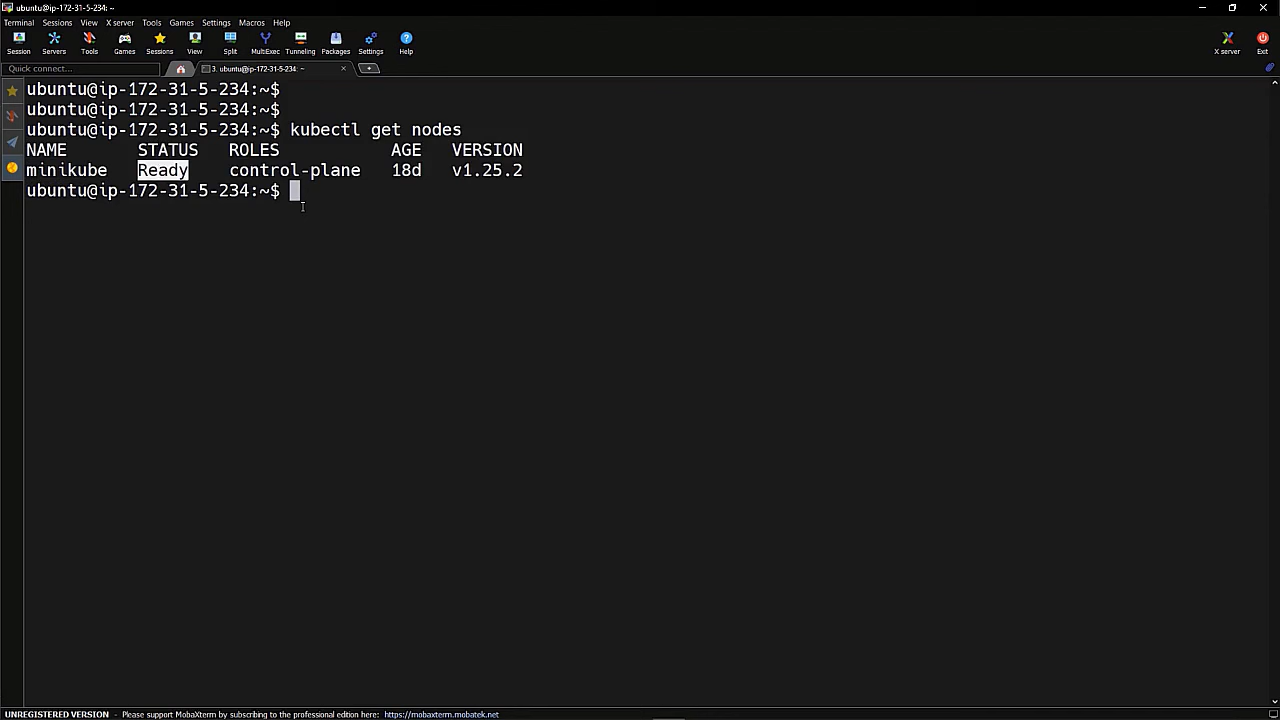 ubuntu@ip-172-31-5-234: ~
Terminal Sessions View X server Tools Games Settings Macros Help
Session Servers Tools Games Sessions View Split MultiExec Tunneling Packages Settings Help X server Exit
Quick connect... 3. ubuntu@ip-172-31-5-234: ~
ubuntu@ip-172-31-5-234:~$
ubuntu@ip-172-31-5-234:~$
ubuntu@ip-172-31-5-234:~$ kubectl get nodes
NAME STATUS ROLES AGE VERSION
minikube Ready control-plane 18d v1.25.2
ubuntu@ip-172-31-5-234:~$
UNREGISTERED VERSION - Please support MobaXterm by subscribing to the professional edition here: https://mobaxterm.mobatek.net